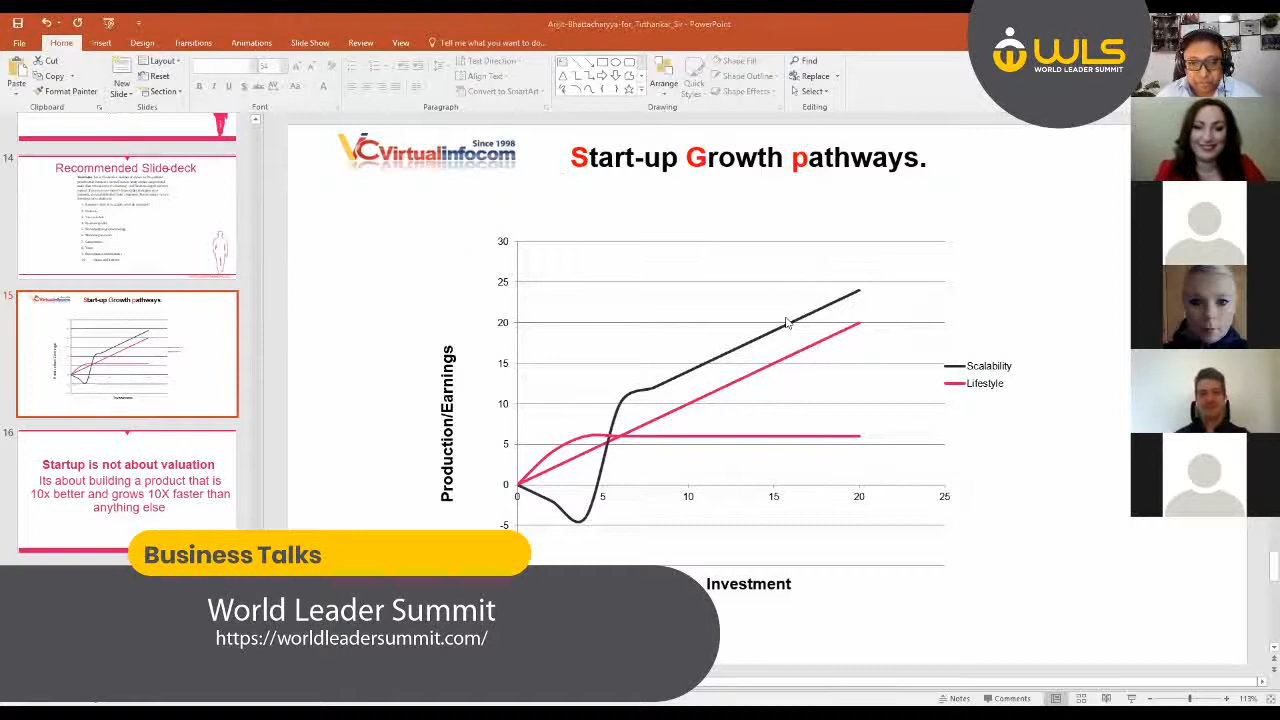 Arijit-Bhattacharyya-for_Tirthankar_Sir - PowerPoint
File Home Insert Design Transitions Animations Slide Show Review View Tell me what you want to do...
Cut
Copy
Format Painter
Paste
Clipboard
New
Slide
Layout
Reset
Section
Slides
54
Font
Text Direction
Align Text
Convert to SmartArt
Paragraph
Arrange
Quick
Styles
Shape Fill
Shape Outline
Shape Effects
Drawing
Find
Replace
Select
Editing
WLS
WORLD LEADER SUMMIT
14
Recommended Slide-deck
15
Start-up Growth pathways.
16
Startup is not about valuation
Its about building a product that is
10x better and grows 10X faster than
anything else
Since 1998
VC Virtualinfocom
Start-up Growth pathways.
30
25
20
15
10
5
0
-5
0 5 10 15 20 25
Production/Earnings
Investment
Scalability
Lifestyle
Business Talks
World Leader Summit
https://worldleadersummit.com/
Notes Comments 113%